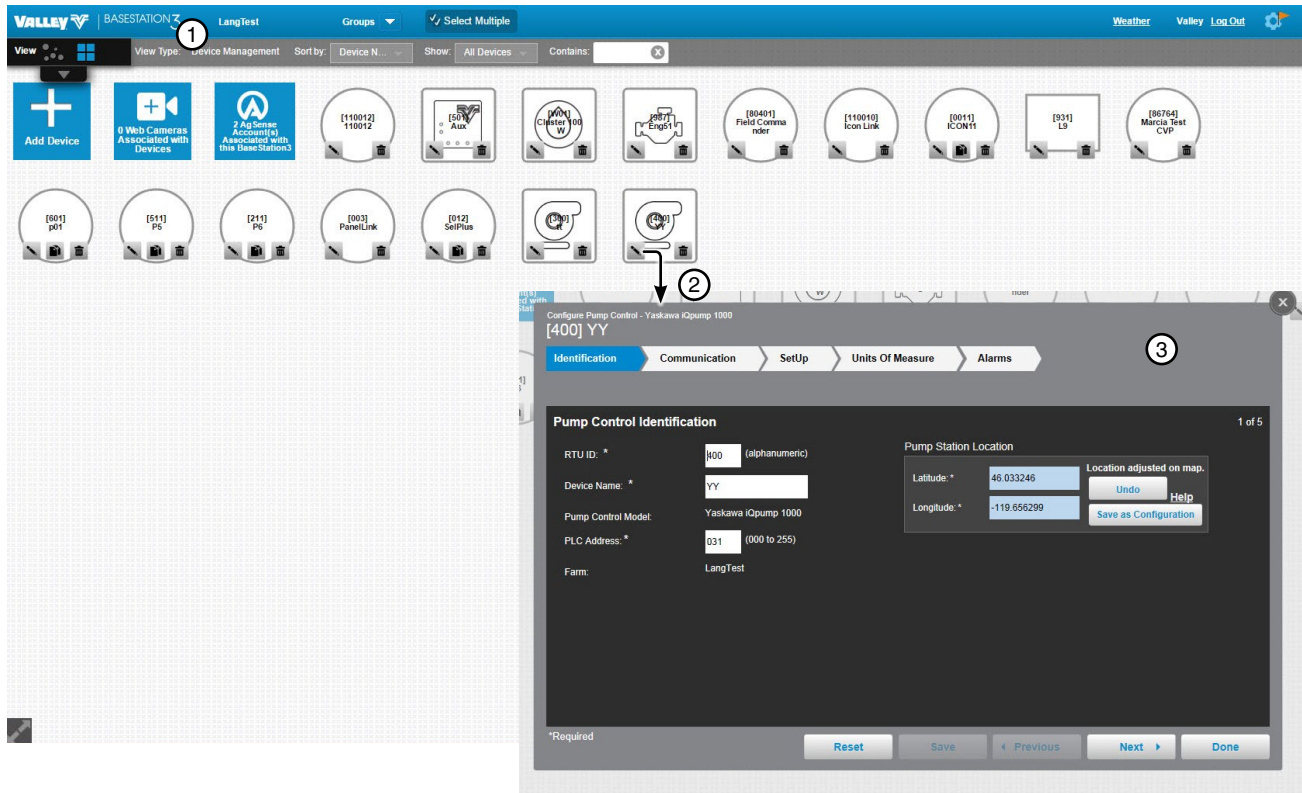 VALLEY | BASESTATION3 LangTest Groups Select Multiple Weather Valley Log Out
1
View View Type: Device Management Sort by: Device N... Show: All Devices Contains:
Add Device
0 Web Cameras
Associated with
Devices
2 AgSense
Account(s)
Associated with
this BaseStation3
[110012]
110012
[501]
Aux
Cluster 100
W
[987]
Eng51
[80401]
Field Comma
nder
[110010]
Icon Link
[0011]
ICON11
[931]
L9
[86764]
Marcia Test
CVP
[601]
p01
[511]
P5
[211]
P6
[003]
PanelLink
[012]
SelPlus
[300]
[400]
YY
2
W
nder
Configure Pump Control - Yaskawa iQpump 1000
[400] YY
3
Identification Communication SetUp Units Of Measure Alarms
Pump Control Identification 1 of 5
RTU ID: * 400 (alphanumeric)
Device Name: * YY
Pump Control Model: Yaskawa iQpump 1000
PLC Address: * 031 (000 to 255)
Farm: LangTest
Pump Station Location
Latitude: * 46.033246
Longitude: * -119.656299
Location adjusted on map.
Undo
Help
Save as Configuration
*Required
Reset Save Previous Next Done